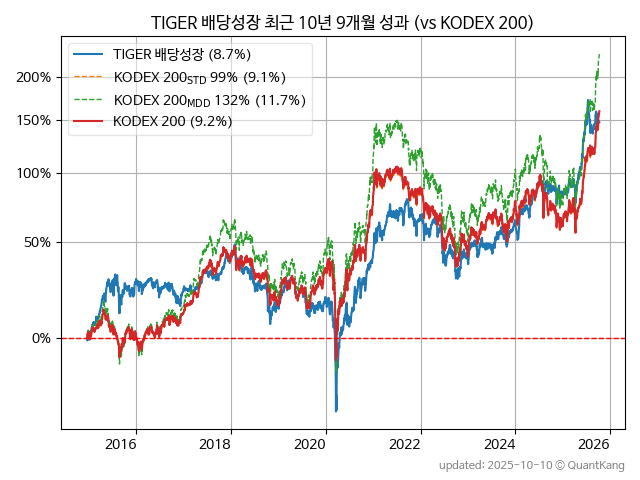 TIGER 배당성장 최근 10년 9개월 성과 (vs KODEX 200)
TIGER 배당성장 (8.7%)
KODEX 200STD 99% (9.1%)
KODEX 200MDD 132% (11.7%)
KODEX 200 (9.2%)
200%
150%
100%
50%
0%
2016 2018 2020 2022 2024 2026
updated: 2025-10-10 © QuantKang